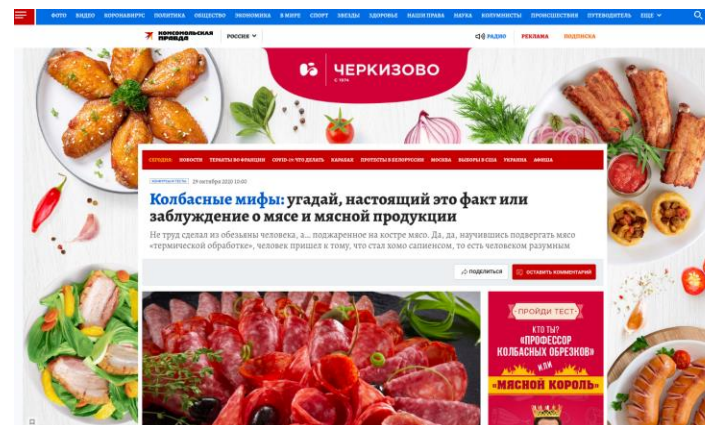 ФОТО ВИДЕО КОРОНАВИРУС ПОЛИТИКА ОБЩЕСТВО ЭКОНОМИКА В МИРЕ СПОРТ ЗВЕЗДЫ ЗДОРОВЬЕ НАШИ ПРАВА НАУКА КОЛУМНИСТЫ ПРОИСШЕСТВИЯ ПУТЕВОДИТЕЛЬ ЕЩЕ
КОМСОМОЛЬСКАЯ ПРАВДА РОССИЯ РАДИО РЕКЛАМА ПОДПИСКА
ЧЕРКИЗОВО
С 1974
СЕГОДНЯ НОВОСТИ ТЕРАКТЫ ВО ФРАНЦИИ COVID-19: ЧТО ДЕЛАТЬ КАРАБАХ ПРОТЕСТЫ В БЕЛОРУССИИ МОСКВА ВЫБОРЫ В США УКРАИНА АФИША
29 октября 2020 10:00
Колбасные мифы: угадай, настоящий это факт или
заблуждение о мясе и мясной продукции
Не труд сделал из обезьяны человека, а... поджаренное на костре мясо. Да, да, научившись подвергать мясо
«термической обработке», человек пришел к тому, что стал хомо сапиенсом, то есть человеком разумным
ПОДЕЛИТЬСЯ ОСТАВИТЬ КОММЕНТАРИЙ
ПРОЙДИ ТЕСТ
КТО ТЫ?
«ПРОФЕССОР
КОЛБАСНЫХ ОБРЕЗКОВ»
ИЛИ
«МЯСНОЙ КОРОЛЬ»